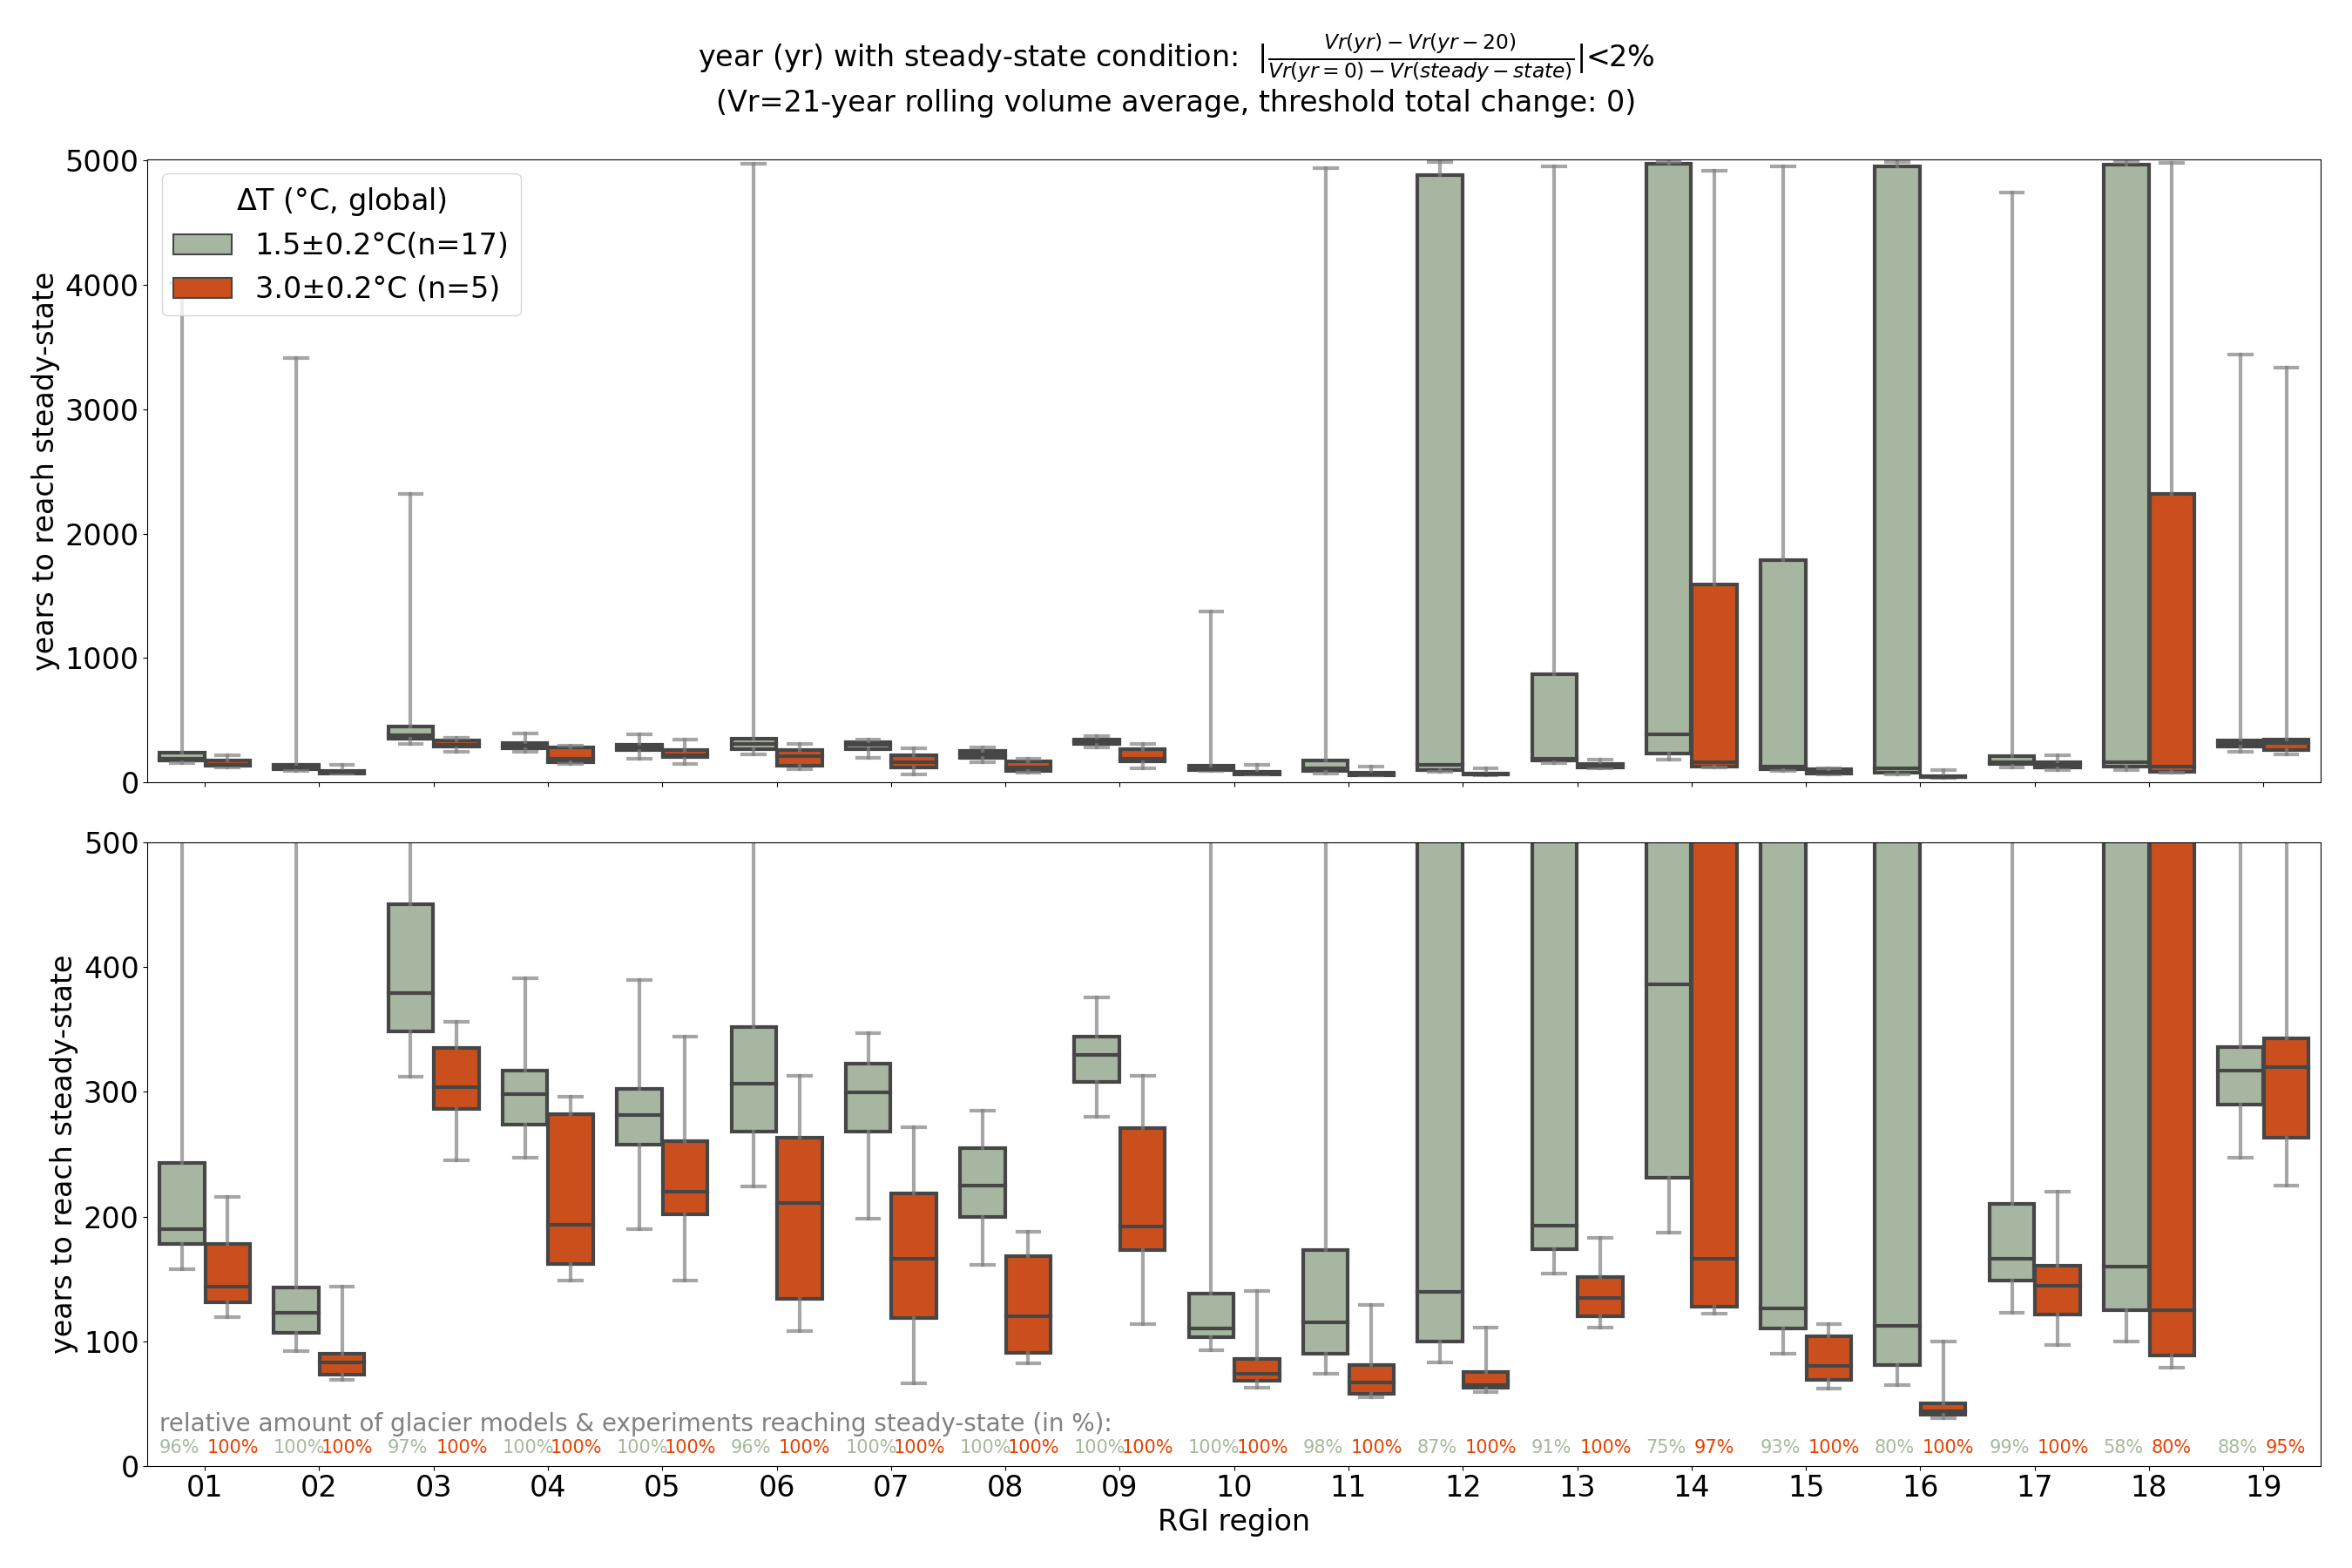 year (yr) with steady-state condition: |Vr(yr) − Vr(yr − 20) / Vr(yr = 0) − Vr(steady − state)|<2%
(Vr=21-year rolling volume average, threshold total change: 0)
5000
4000
3000
2000
1000
0
years to reach steady-state
ΔT (°C, global)
1.5±0.2°C(n=17)
3.0±0.2°C (n=5)
500
400
300
200
100
0
years to reach steady-state
relative amount of glacier models & experiments reaching steady-state (in %):
96% 100% 100% 100% 97% 100% 100% 100% 100% 100% 96% 100% 100% 100% 100% 100% 100% 100% 100% 100% 98% 100% 87% 100% 91% 100% 75% 97% 93% 100% 80% 100% 99% 100% 58% 80% 88% 95%
01 02 03 04 05 06 07 08 09 10 11 12 13 14 15 16 17 18 19
RGI region